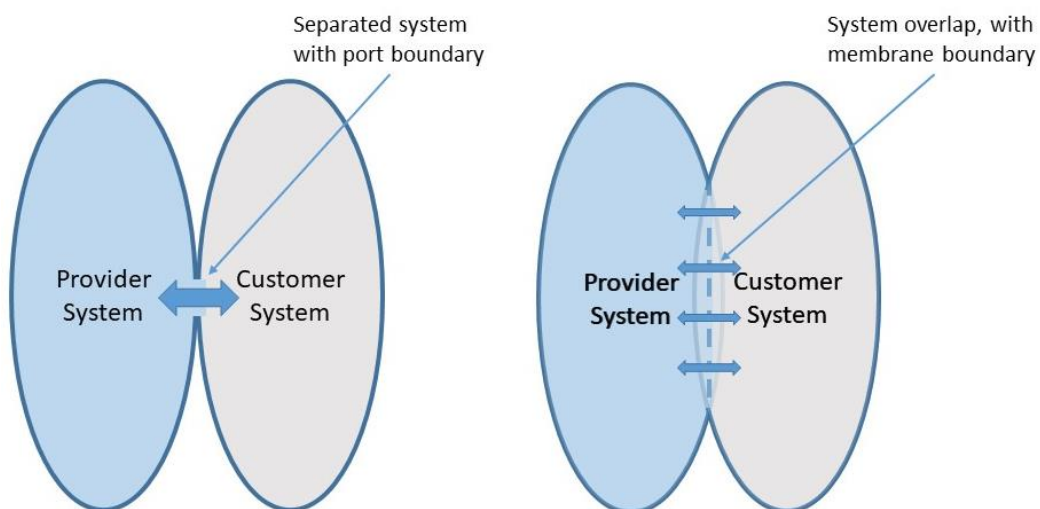 Separated system
with port boundary
System overlap, with
membrane boundary
Provider
System
Customer
System
Provider
System
Customer
System